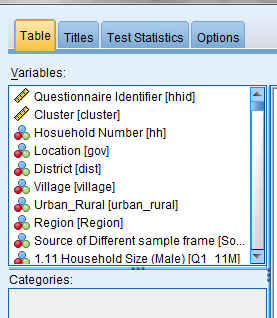 Table Titles Test Statistics Options
Variables:
Questionnaire Identifier [hhid]
Cluster [cluster]
Hosuehold Number [hh]
Location [gov]
District [dist]
Village [village]
Urban_Rural [urban_rural]
Region [Region]
Source of Different sample frame [So...
1.11 Household Size (Male) [Q1_11M]
Categories: